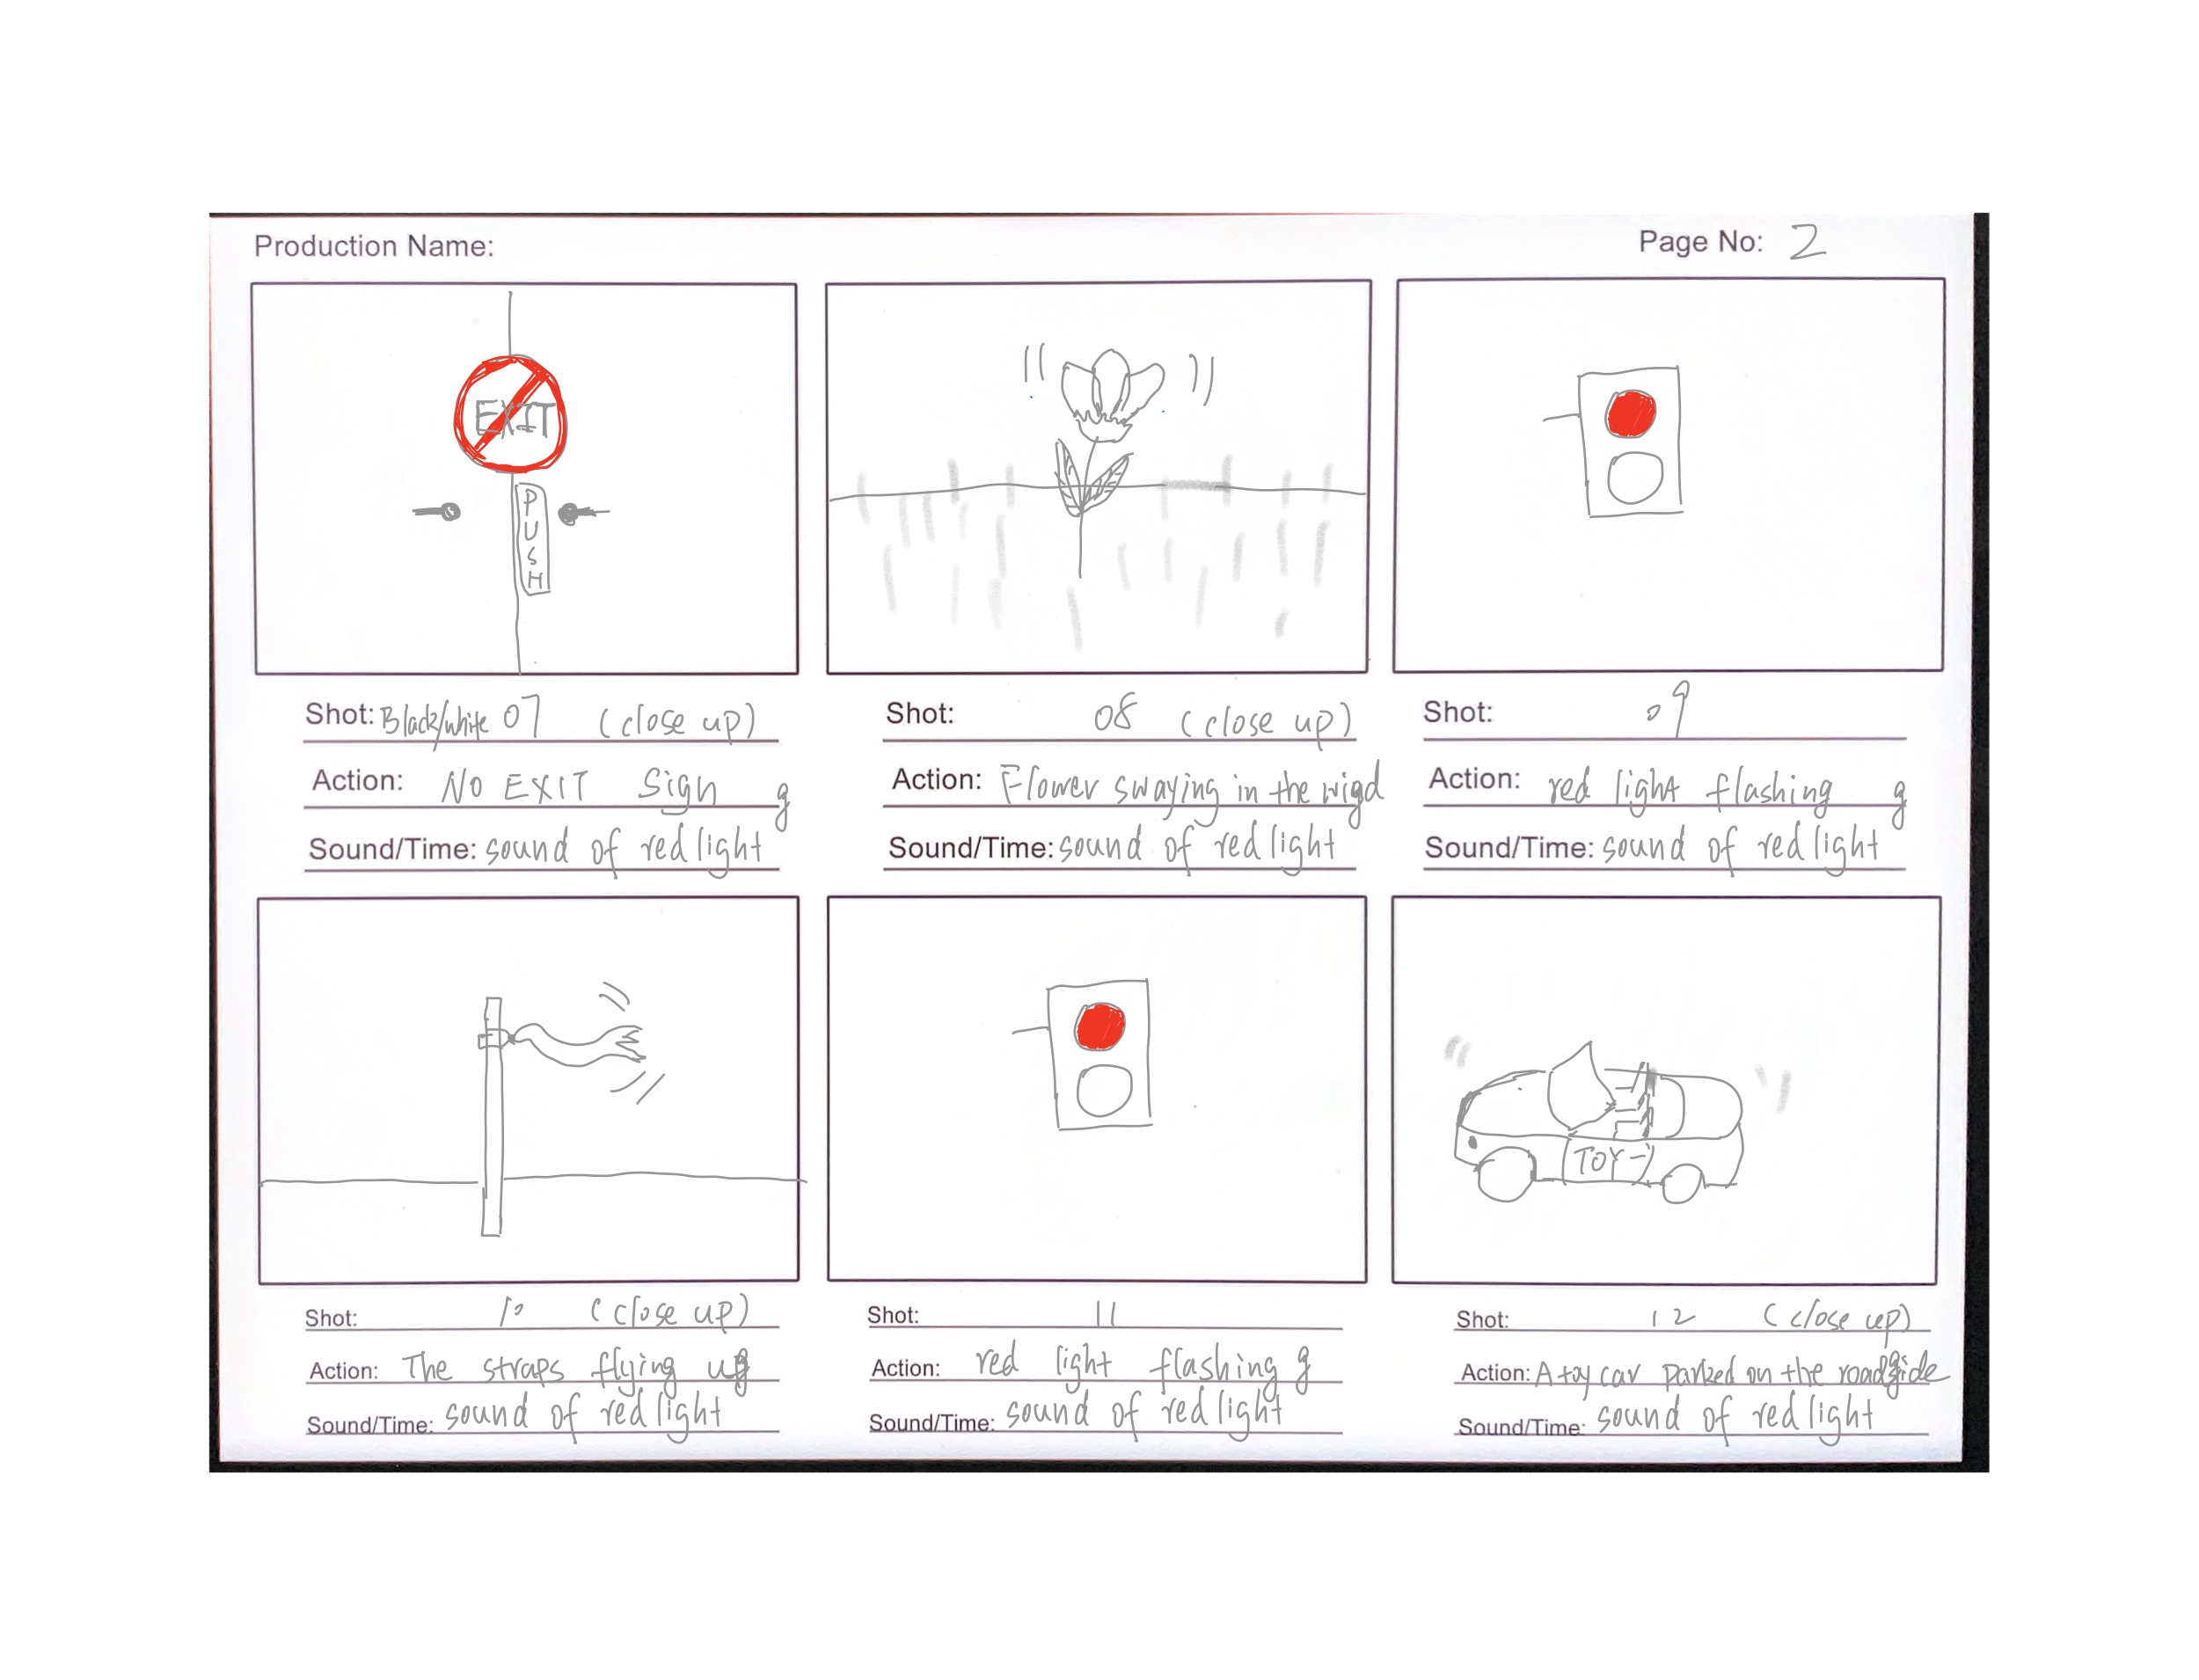 Production Name:
Page No: 2
EXIT
PUSH
Shot: Black/white 07 (close up)
Action: NO EXIT Sign g
Sound/Time: sound of red light
Shot: 08 (close up)
Action: Flower swaying in the wigd
Sound/Time: sound of red light
Shot: 09
Action: red light flashing g
Sound/Time: sound of red light
TOY
Shot: 10 (close up)
Action: The straps flying up
Sound/Time: sound of red light
Shot: 11
Action: red light flashing g
Sound/Time: sound of red light
Shot: 12 (close up)
Action: A toy car parked on the roadside
Sound/Time: sound of red light